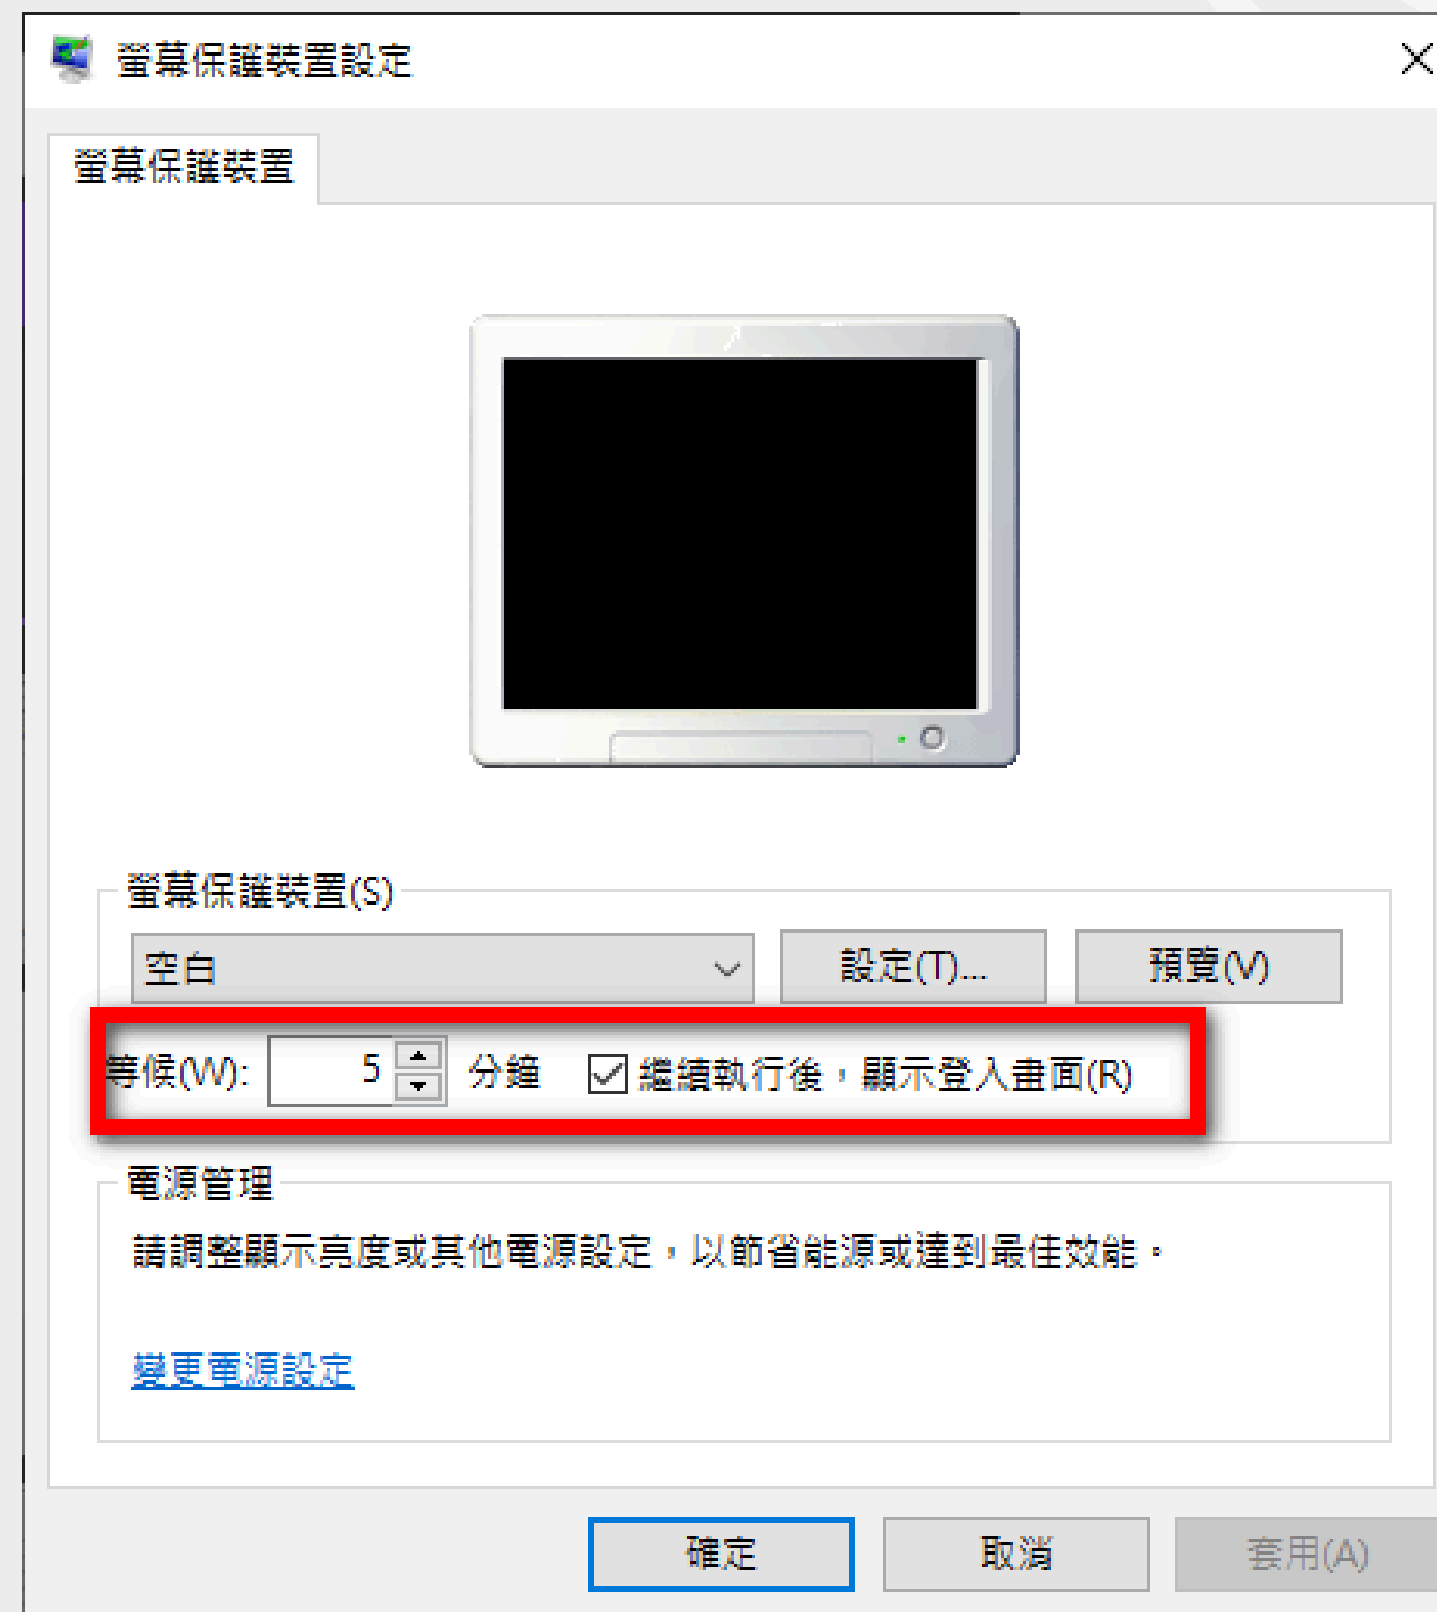 螢幕保護裝置設定
螢幕保護裝置
螢幕保護裝置(S)
空白 設定(T)... 預覽(V)
等候(W): 5 分鐘 繼續執行後，顯示登入畫面(R)
電源管理
請調整顯示亮度或其他電源設定，以節省能源或達到最佳效能。
變更電源設定
確定 取消 套用(A)